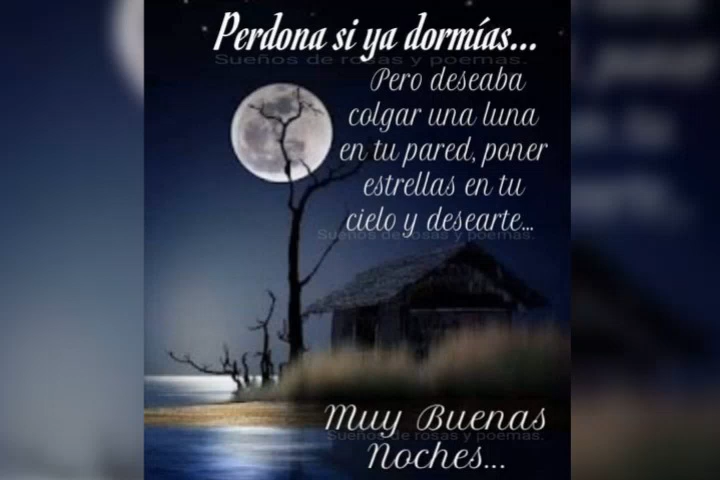 Perdona si ya dormías...
Sueños de rosas y poemas.
Pero deseaba
colgar una luna
en tu pared, poner
estrellas en tu
cielo y desearte...
Sueños de rosas y poemas.
Muy Buenas
Sueños de rosas y poemas.
Noches...